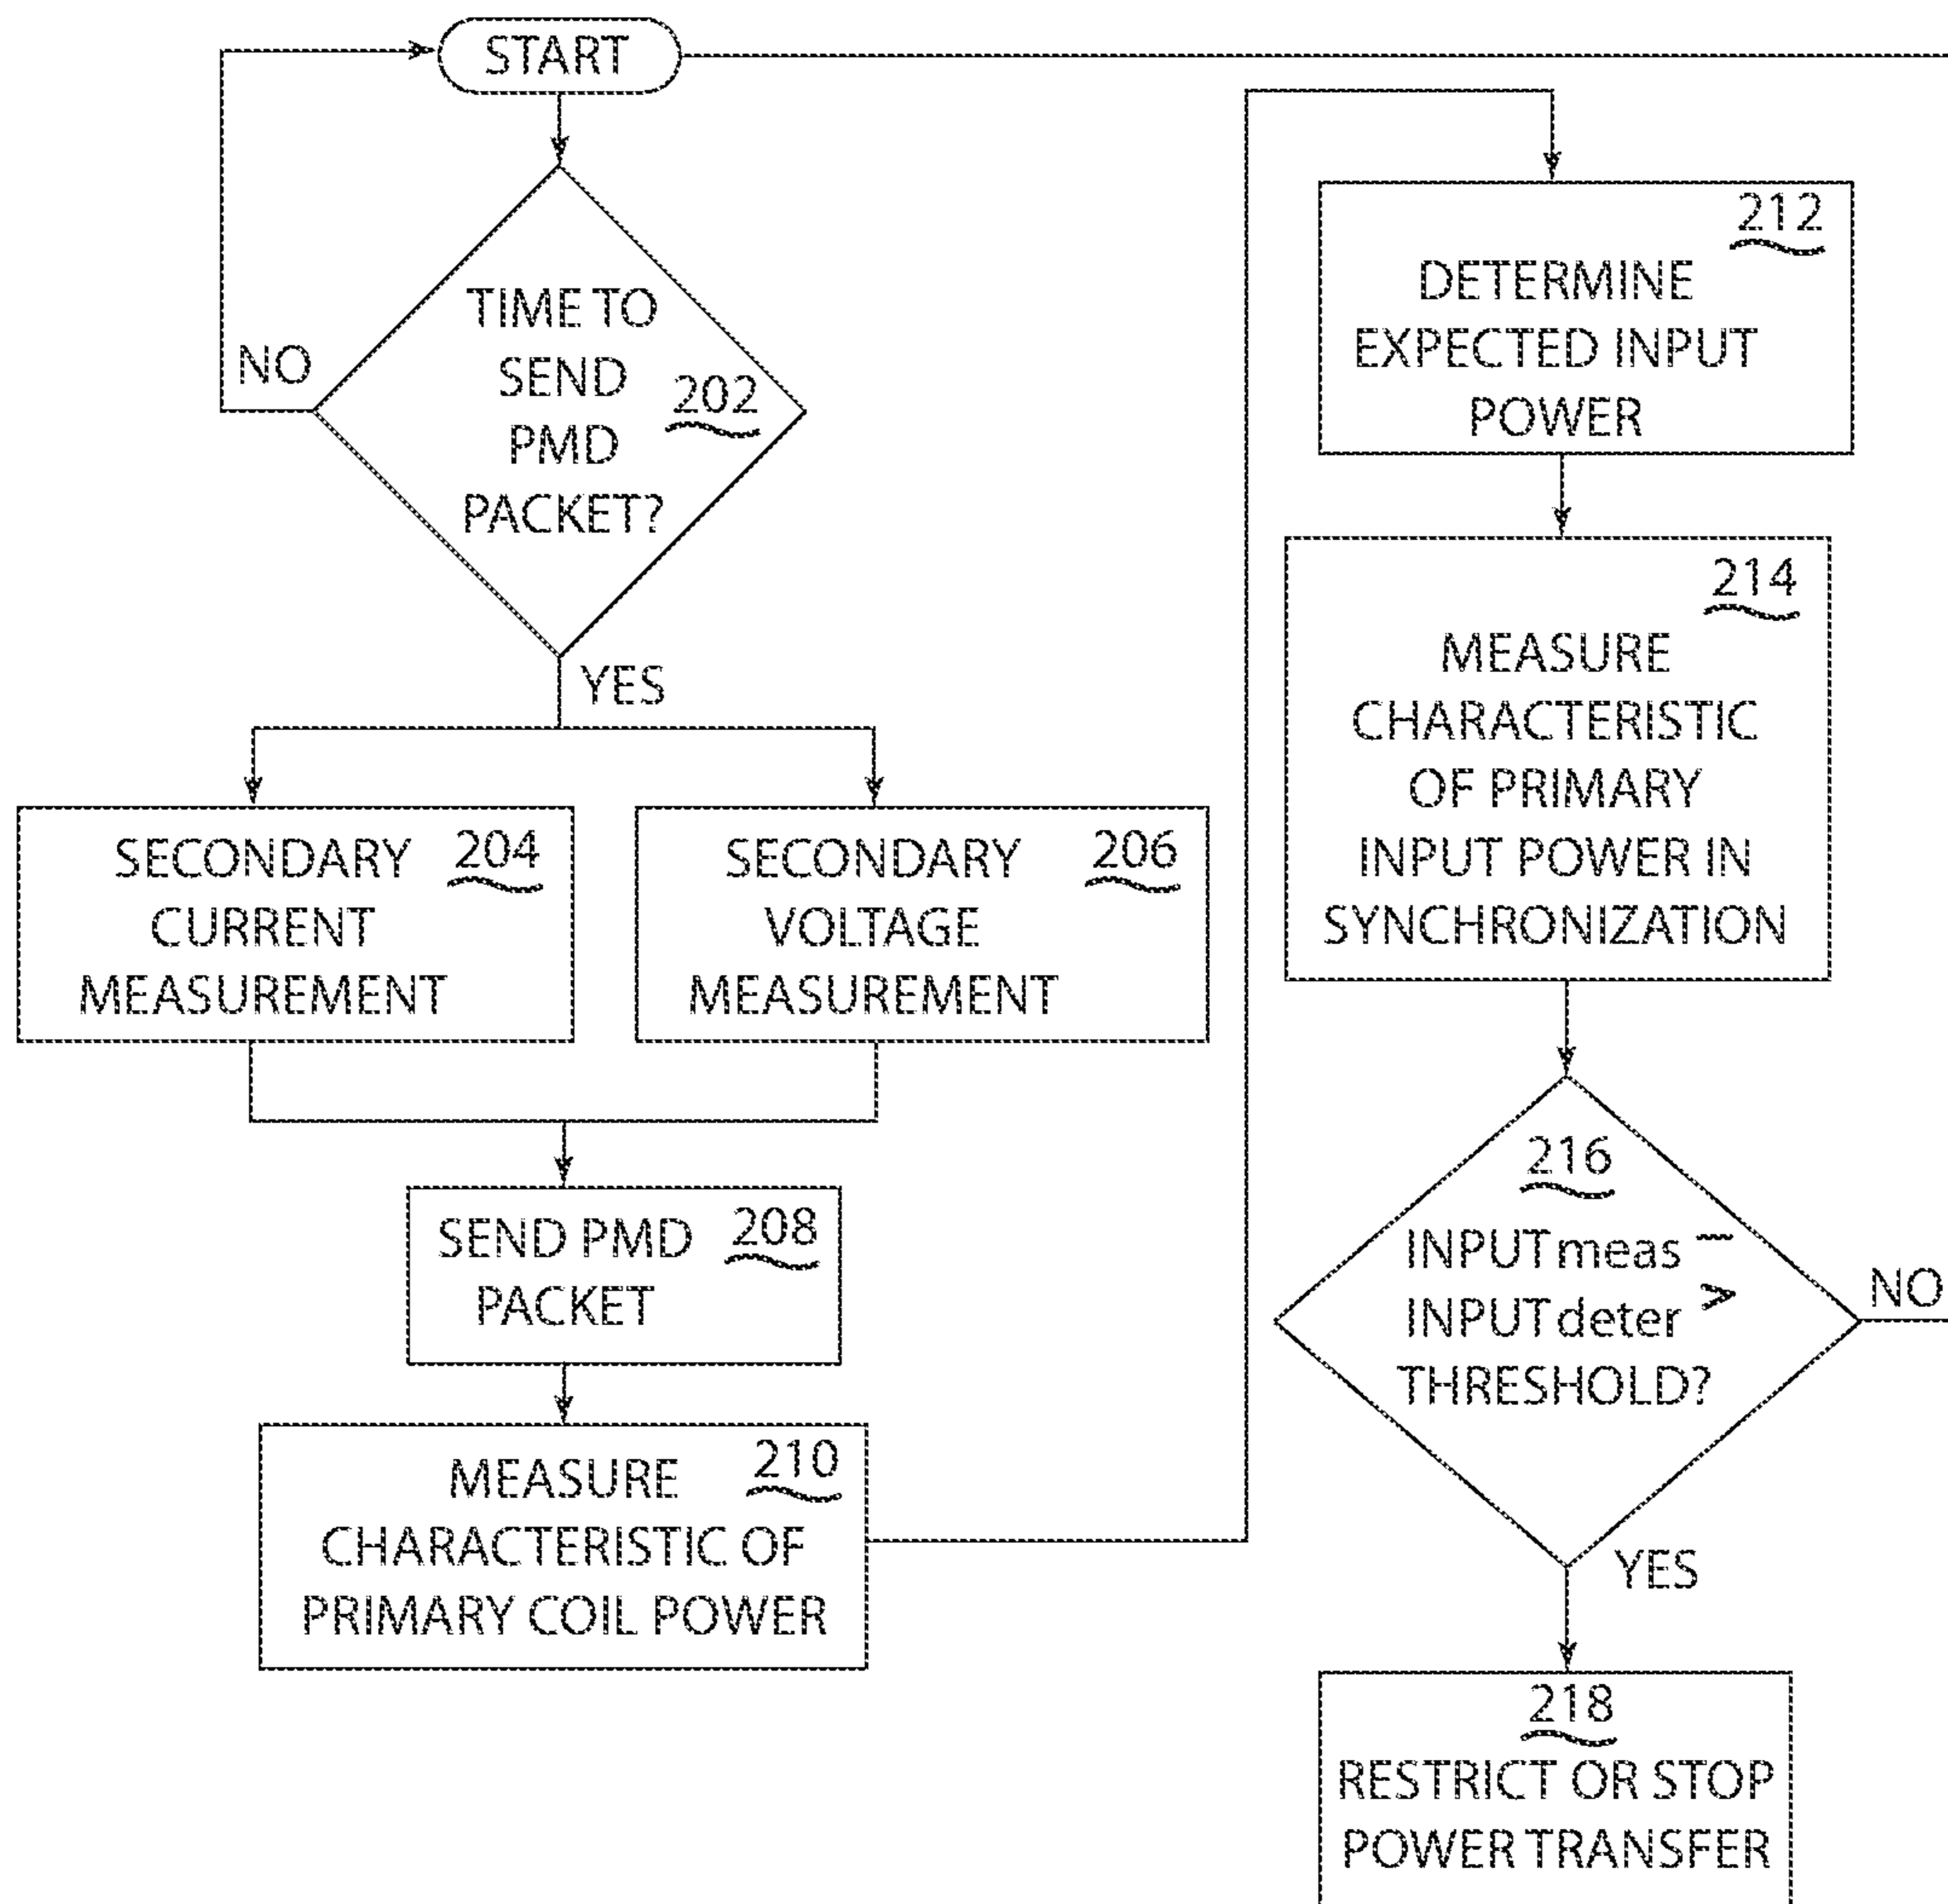 START
TIME TO
SEND
202
PMD
PACKET?
NO
YES
SECONDARY 204
CURRENT
MEASUREMENT
SECONDARY 206
VOLTAGE
MEASUREMENT
SEND PMD 208
PACKET
MEASURE 210
CHARACTERISTIC OF
PRIMARY COIL POWER
212
DETERMINE
EXPECTED INPUT
POWER
214
MEASURE
CHARACTERISTIC
OF PRIMARY
INPUT POWER IN
SYNCHRONIZATION
216
INPUTmeas –
INPUTdeter >
THRESHOLD?
NO
YES
218
RESTRICT OR STOP
POWER TRANSFER